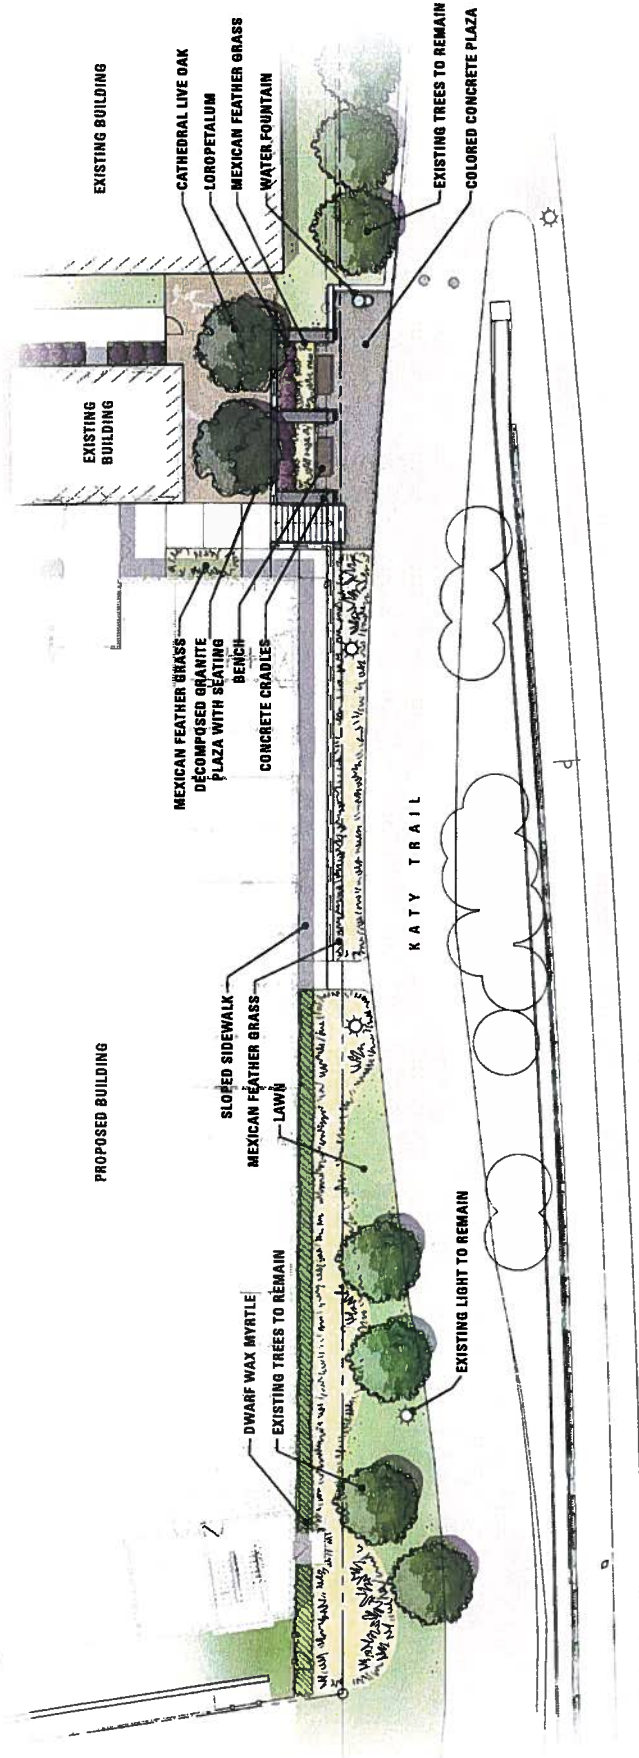 EXISTING BUILDING
CATHEDRAL LIVE OAK
LOROPETALUM
MEXICAN FEATHER GRASS
WATER FOUNTAIN
EXISTING TREES TO REMAIN
COLORED CONCRETE PLAZA
EXISTING
BUILDING
MEXICAN FEATHER GRASS
DECOMPOSED GRANITE
PLAZA WITH SEATING
BENCH
CONCRETE CRADLES
KATY TRAIL
PROPOSED BUILDING
SLOPED SIDEWALK
MEXICAN FEATHER GRASS
LAWN
DWARF WAX MYRTLE
EXISTING TREES TO REMAIN
EXISTING LIGHT TO REMAIN